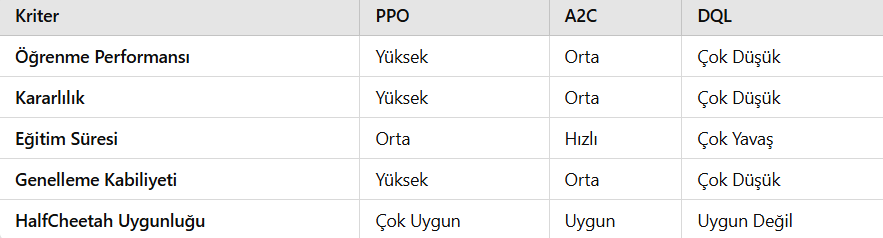 Kriter PPO A2C DQL
Öğrenme Performansı Yüksek Orta Çok Düşük
Kararlılık Yüksek Orta Çok Düşük
Eğitim Süresi Orta Hızlı Çok Yavaş
Genelleme Kabiliyeti Yüksek Orta Çok Düşük
HalfCheetah Uygunluğu Çok Uygun Uygun Uygun Değil